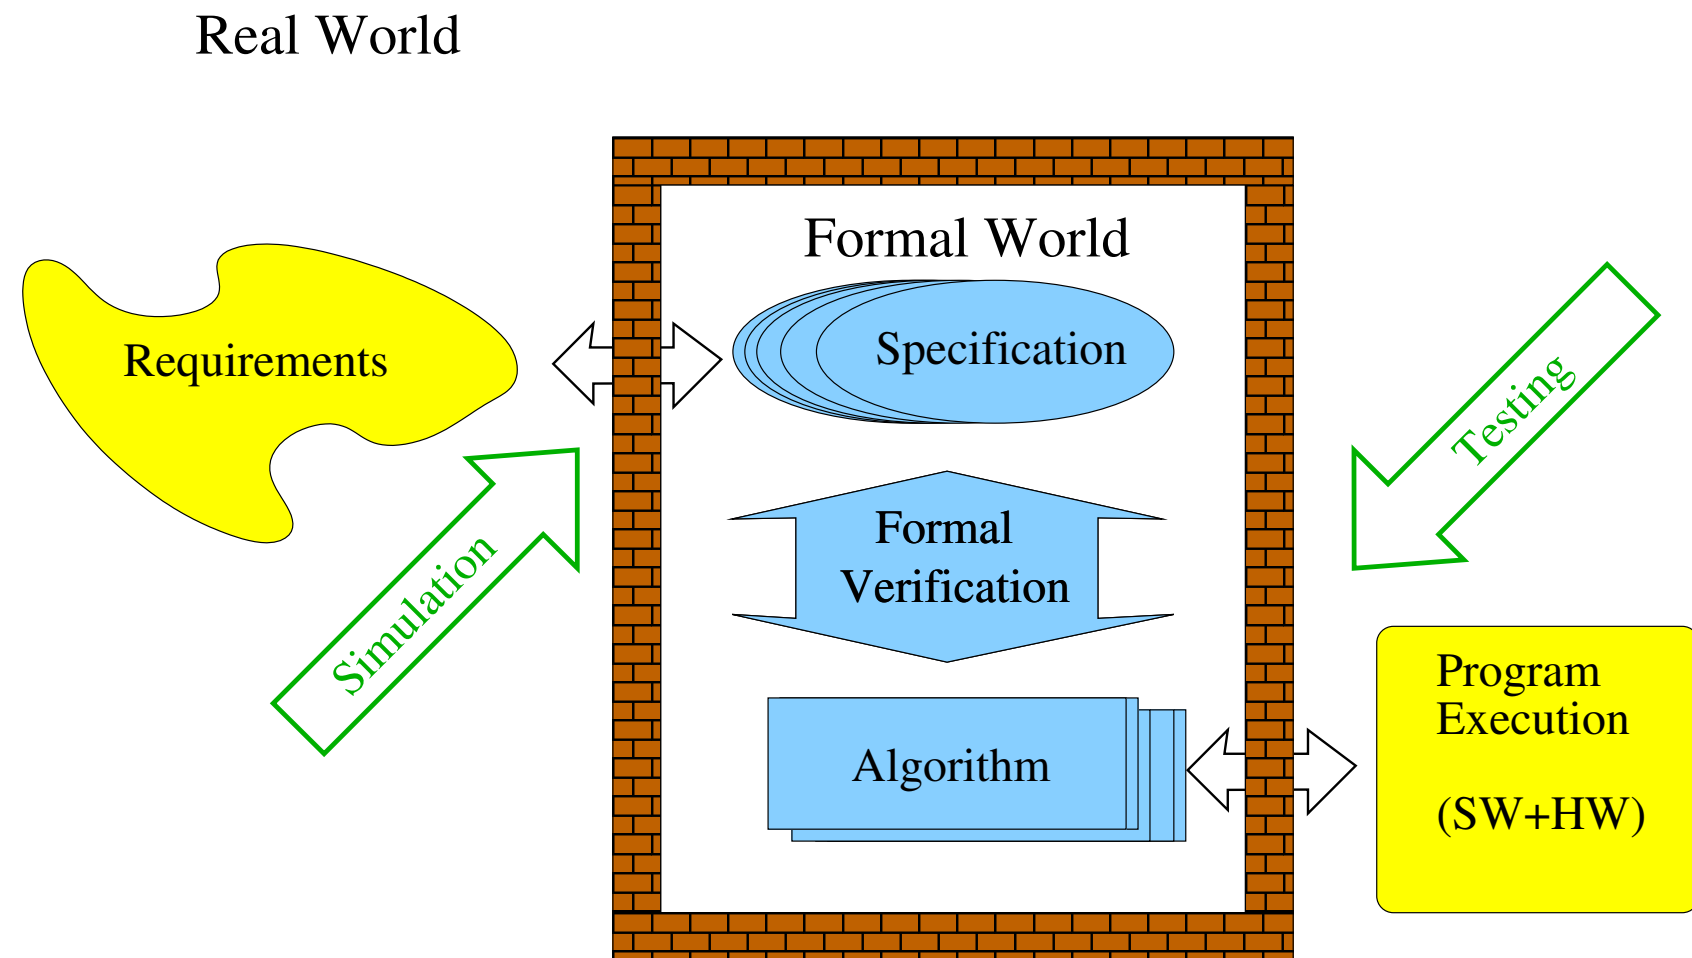 Real World
Formal World
Requirements
Specification
Testing
Formal
Verification
Simulation
Program
Execution
Algorithm
(SW+HW)